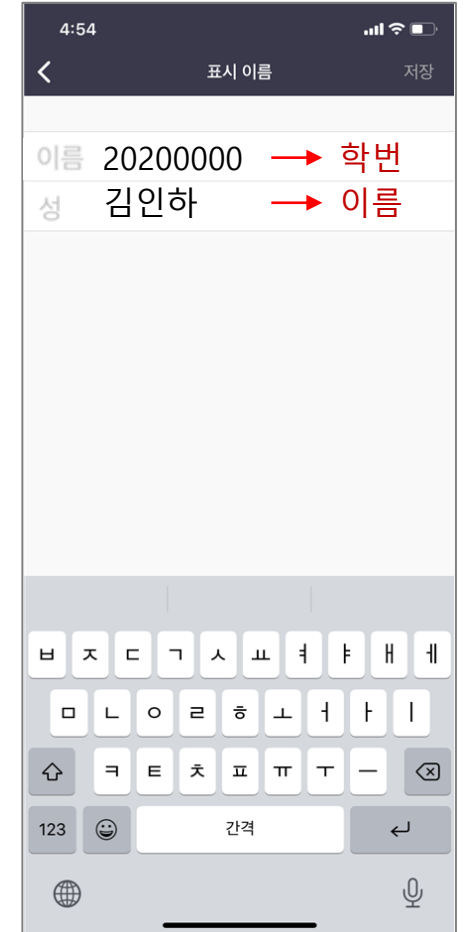 4:54
표시 이름 저장
이름 20200000 → 학번
성 김인하 → 이름
ㅂ ㅈ ㄷ ㄱ ㅅ ㅛ ㅕ ㅑ ㅐ ㅔ
ㅁ ㄴ ㅇ ㄹ ㅎ ㅗ ㅓ ㅏ ㅣ
ㅋ ㅌ ㅊ ㅍ ㅠ ㅜ ㅡ
123 간격